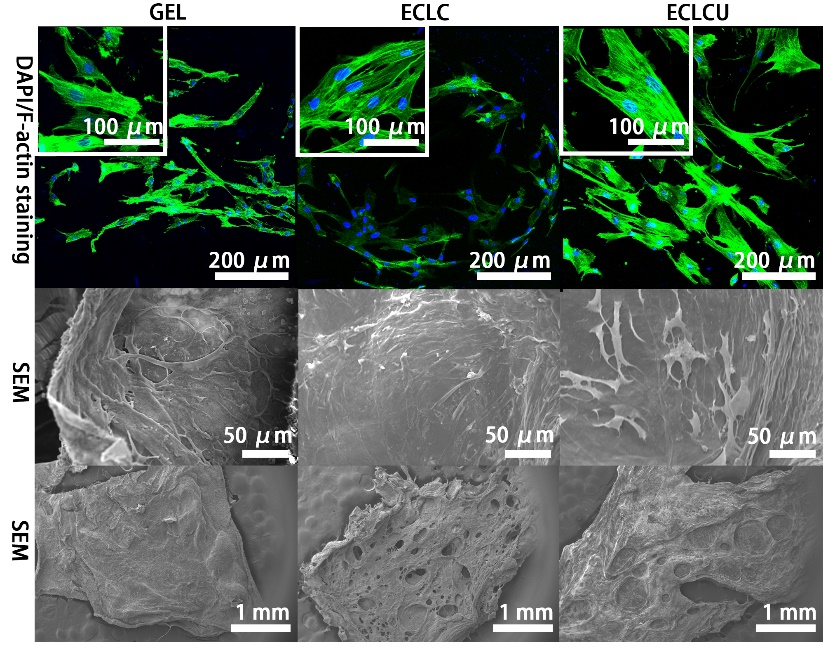 GEL ECLC ECLCU
DAPI/F-actin staining
100 μm 100 μm 100 μm
200 μm 200 μm 200 μm
SEM
50 μm 50 μm 50 μm
SEM
1 mm 1 mm 1 mm